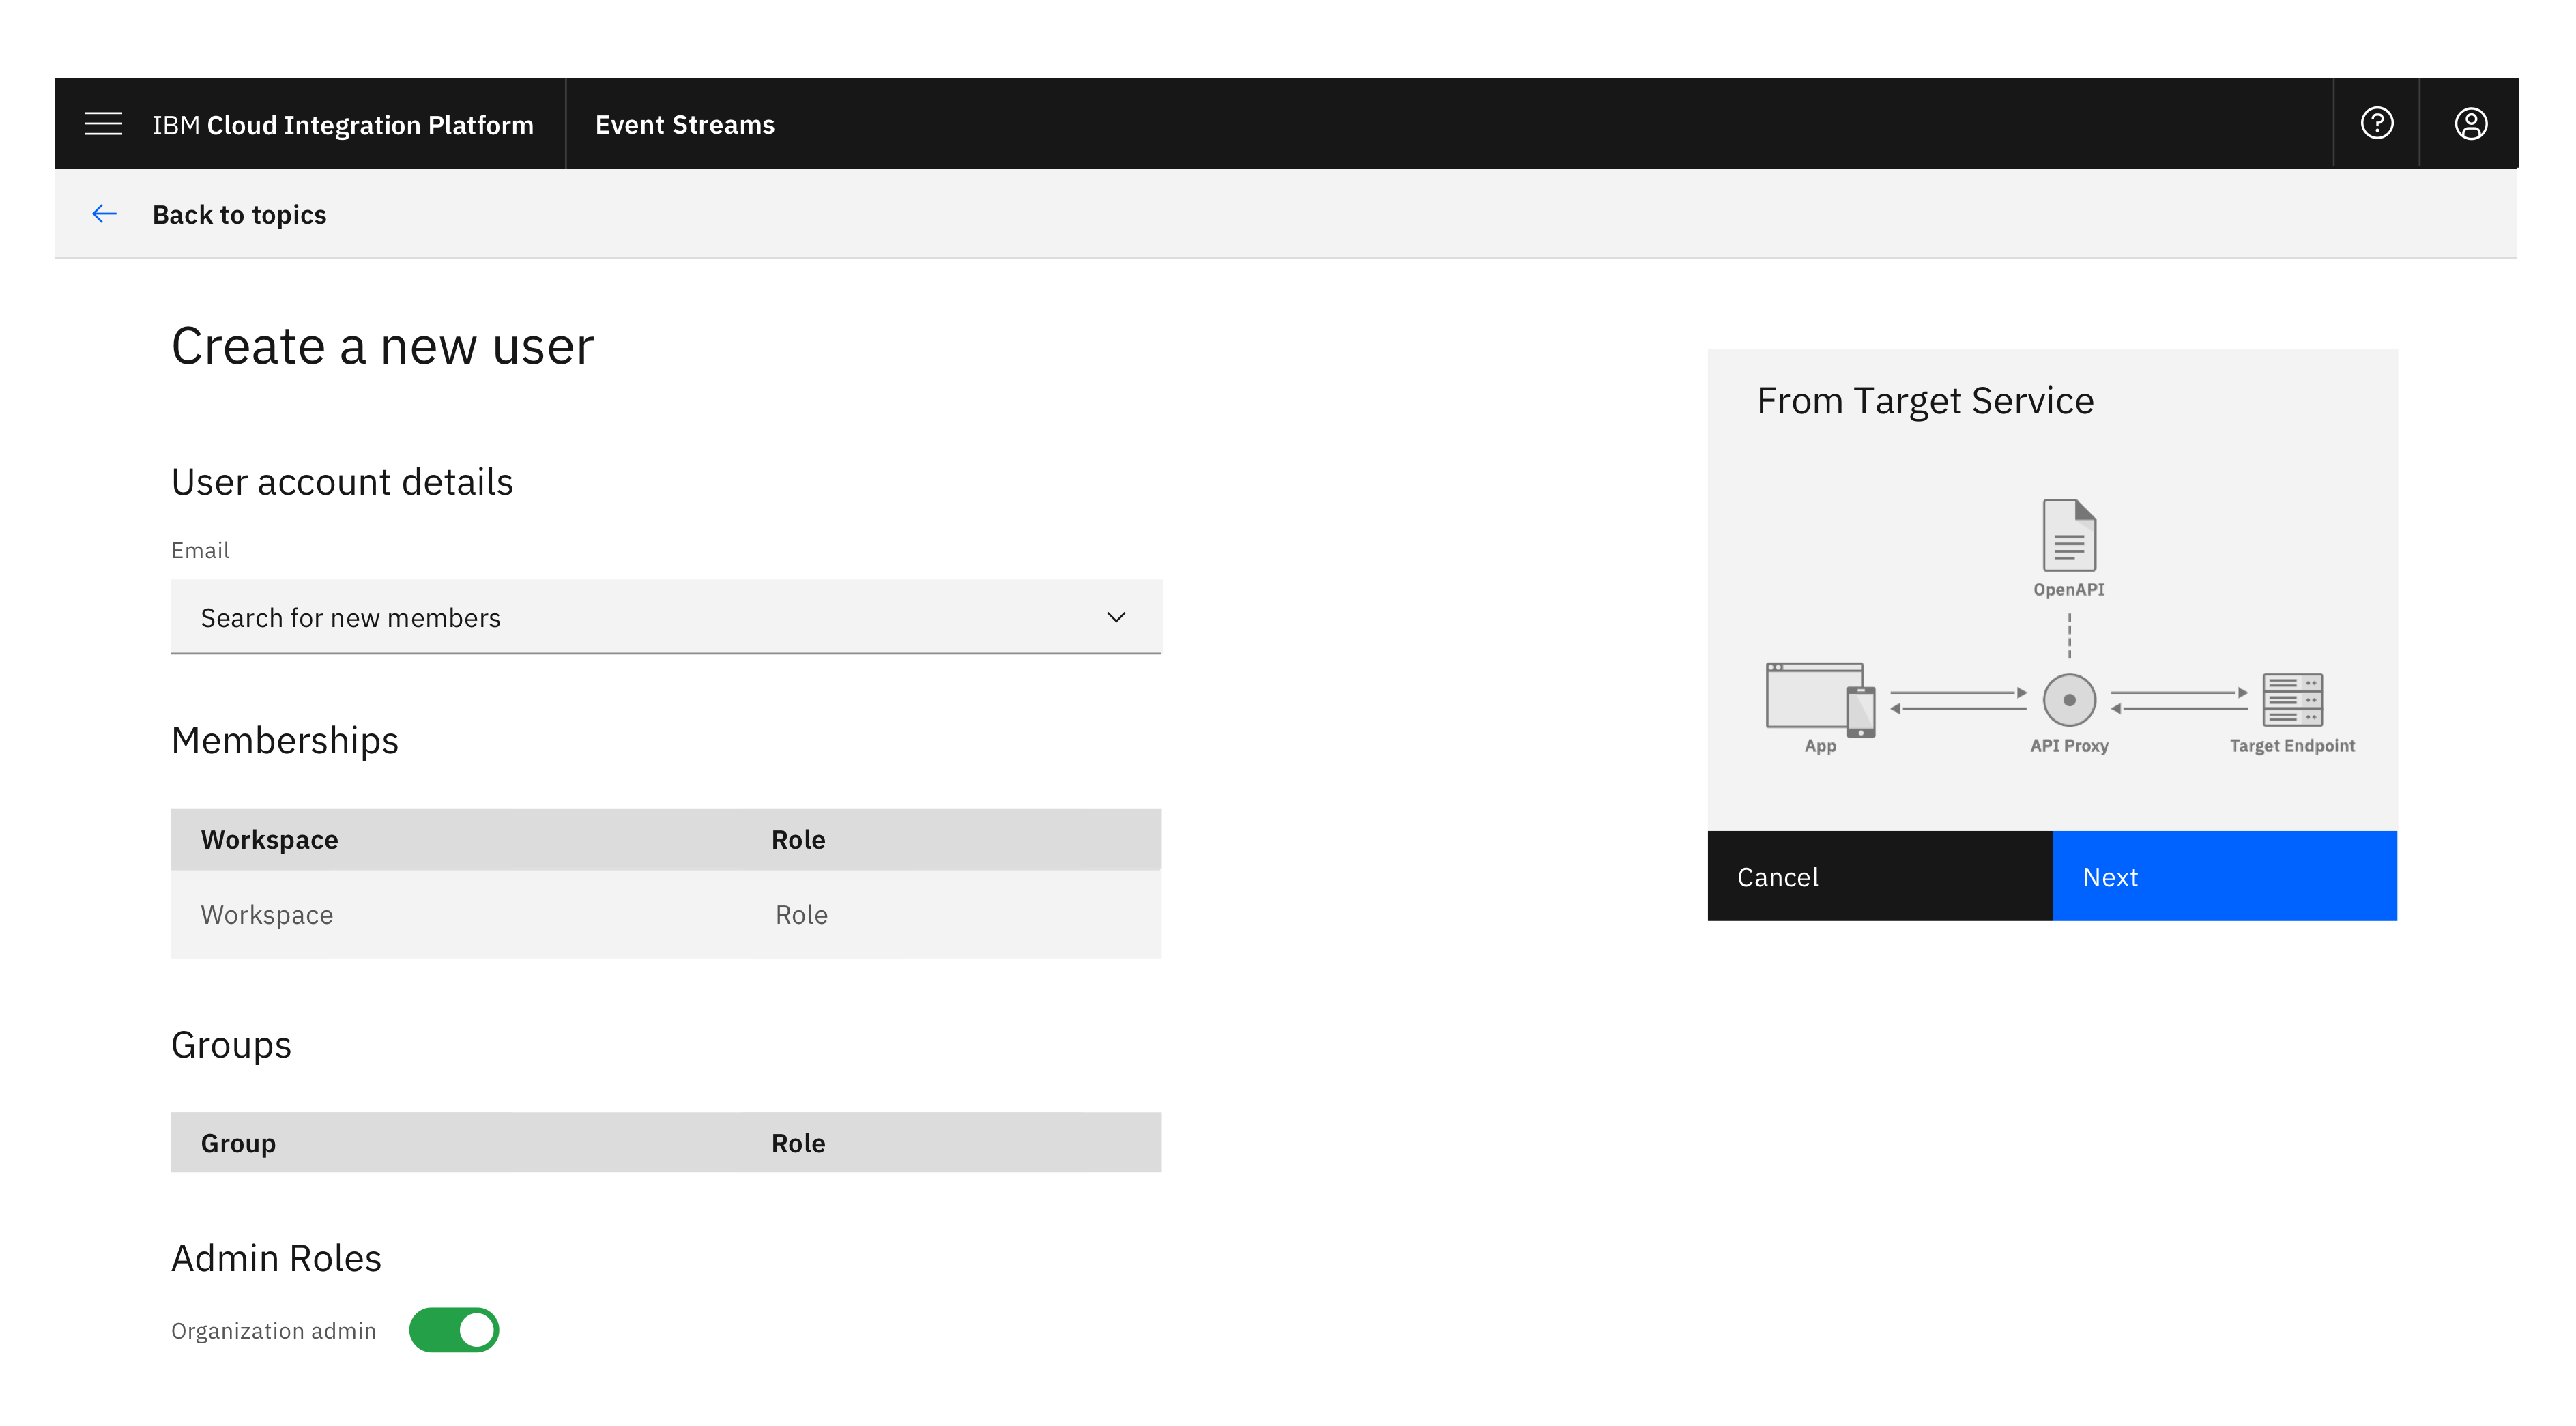 IBM Cloud Integration Platform
Event Streams
Back to topics
Create a new user
User account details
Email
Search for new members
Memberships
Workspace Role
Workspace Role
Groups
Group Role
Admin Roles
Organization admin
From Target Service
OpenAPI
App API Proxy Target Endpoint
Cancel Next